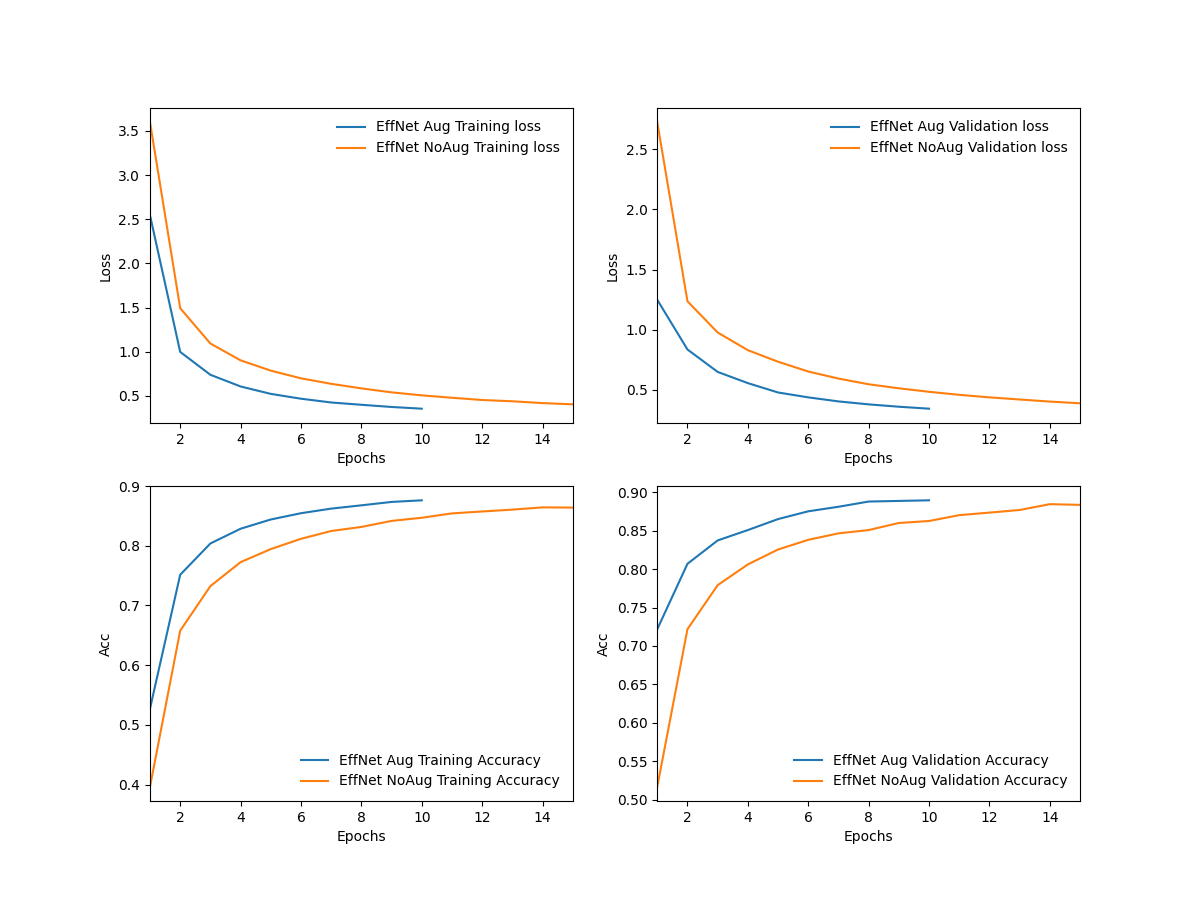 EffNet Aug Training loss
EffNet NoAug Training loss
3.5
3.0
2.5
2.0
1.5
1.0
0.5
Loss
2 4 6 8 10 12 14
Epochs
EffNet Aug Validation loss
EffNet NoAug Validation loss
2.5
2.0
1.5
1.0
0.5
Loss
2 4 6 8 10 12 14
Epochs
0.9
0.8
0.7
0.6
0.5
0.4
Acc
EffNet Aug Training Accuracy
EffNet NoAug Training Accuracy
2 4 6 8 10 12 14
Epochs
0.90
0.85
0.80
0.75
0.70
0.65
0.60
0.55
0.50
Acc
EffNet Aug Validation Accuracy
EffNet NoAug Validation Accuracy
2 4 6 8 10 12 14
Epochs